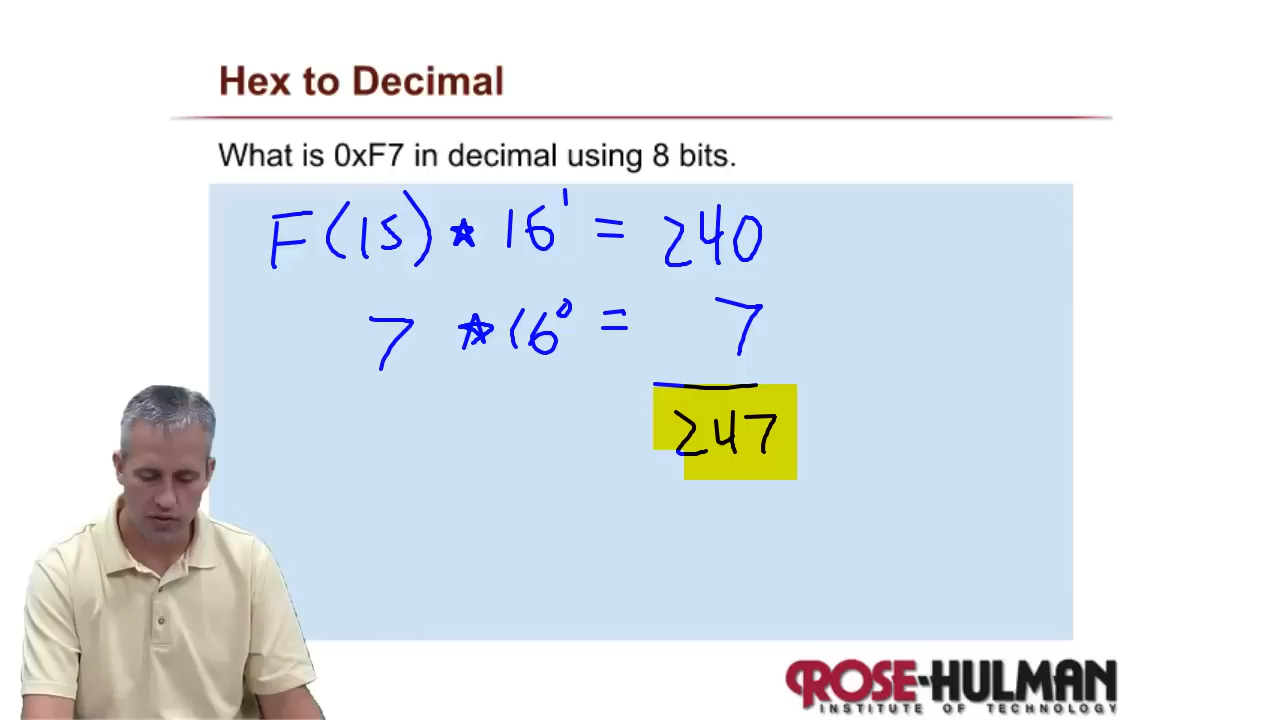 Hex to Decimal
What is 0xF7 in decimal using 8 bits.
F(15) * 16¹ = 240
7 * 16⁰ = 7
247
ROSE-HULMAN
INSTITUTE OF TECHNOLOGY